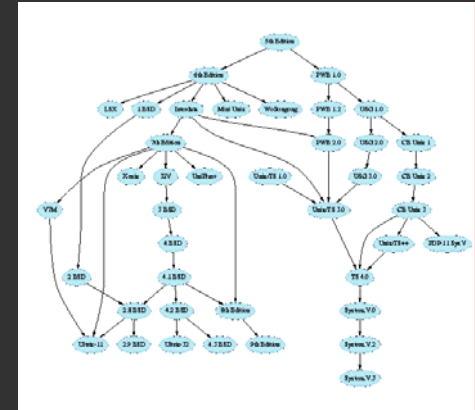 5th Edition
6th Edition
PWB 1.0
LSX
1 BSD
Interdata
Mini Unix
Wollongong
PWB 1.2
USG 1.0
7th Edition
PWB 2.0
USG 2.0
CB Unix 1
Xenix
32V
UniPlus+
Unix/TS 1.0
USG 3.0
CB Unix 2
V7M
3 BSD
Unix/TS 3.0
CB Unix 3
4 BSD
Unix/TS++
PDP-11 Sys V
2 BSD
4.1 BSD
TS 4.0
2.8 BSD
4.2 BSD
8th Edition
System V.0
Ultrix-11
2.9 BSD
Ultrix-32
4.3 BSD
9th Edition
System V.2
System V.3